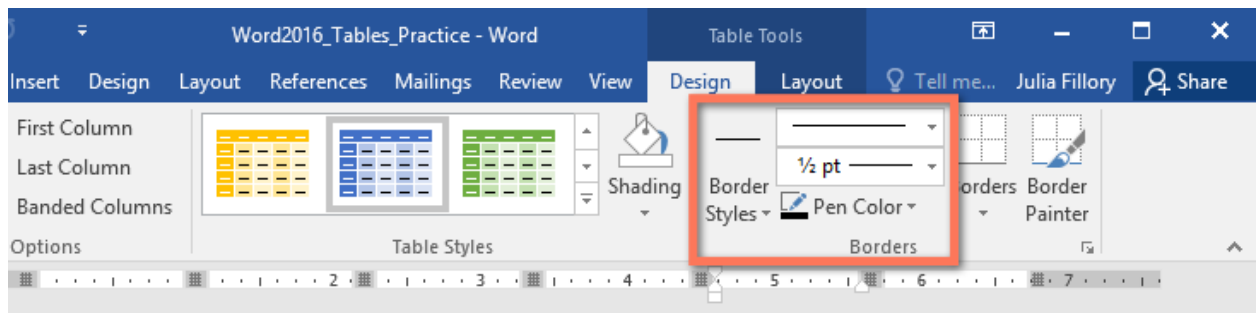 Word2016_Tables_Practice - Word
Table Tools
Insert Design Layout References Mailings Review View Design Layout Tell me... Julia Fillory Share
First Column
Last Column
Banded Columns
Options
Table Styles
Shading
Border
Styles
½ pt
Pen Color
Borders
Border
Painter
Borders
2 3 4 5 6 7